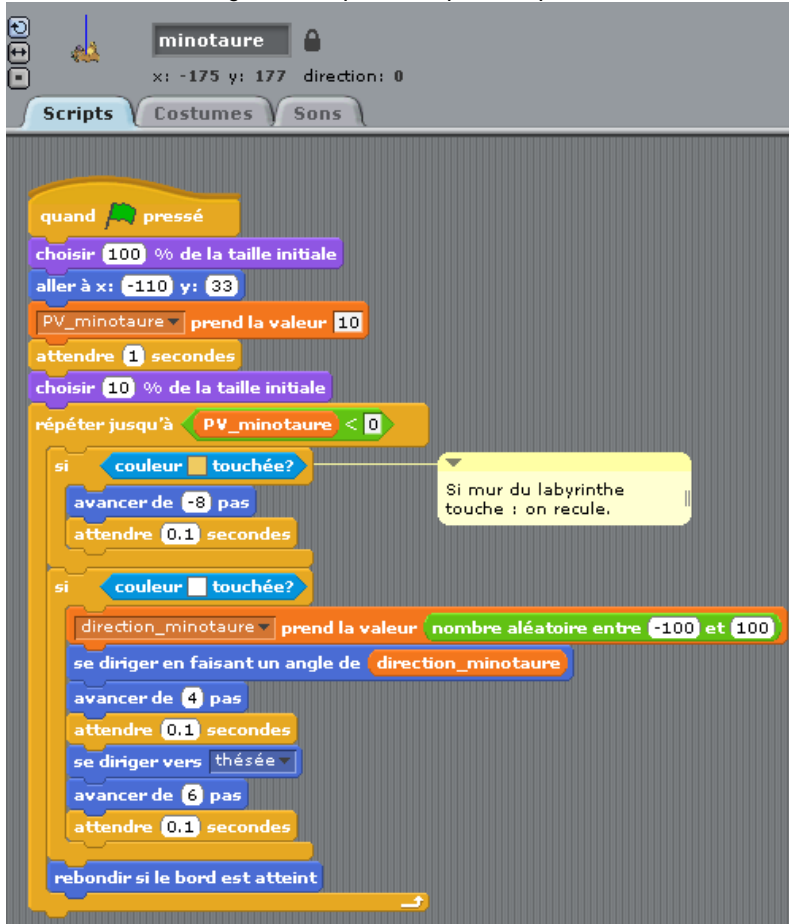 minotaure
x: -175 y: 177 direction: 0
Scripts Costumes Sons
quand pressé
choisir 100 % de la taille initiale
aller à x: -110 y: 33
PV_minotaure prend la valeur 10
attendre 1 secondes
choisir 10 % de la taille initiale
répéter jusqu'à PV_minotaure < 0
si couleur touchée?
Si mur du labyrinthe
touche : on recule.
avancer de -8 pas
attendre 0.1 secondes
si couleur touchée?
direction_minotaure prend la valeur nombre aléatoire entre -100 et 100
se diriger en faisant un angle de direction_minotaure
avancer de 4 pas
attendre 0.1 secondes
se diriger vers thésée
avancer de 6 pas
attendre 0.1 secondes
rebondir si le bord est atteint